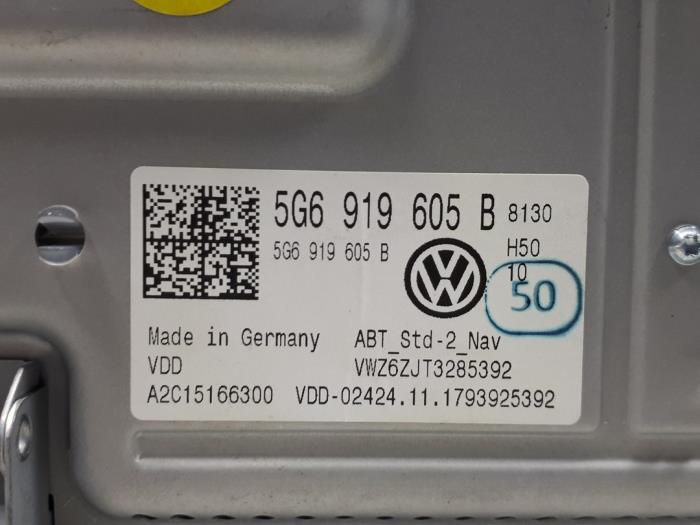 5G6 919 605 B 8130
5G6 919 605 B H50
10
50
Made in Germany ABT_Std-2_Nav
VDD VWZ6ZJT3285392
A2C15166300 VDD-02424.11.1793925392